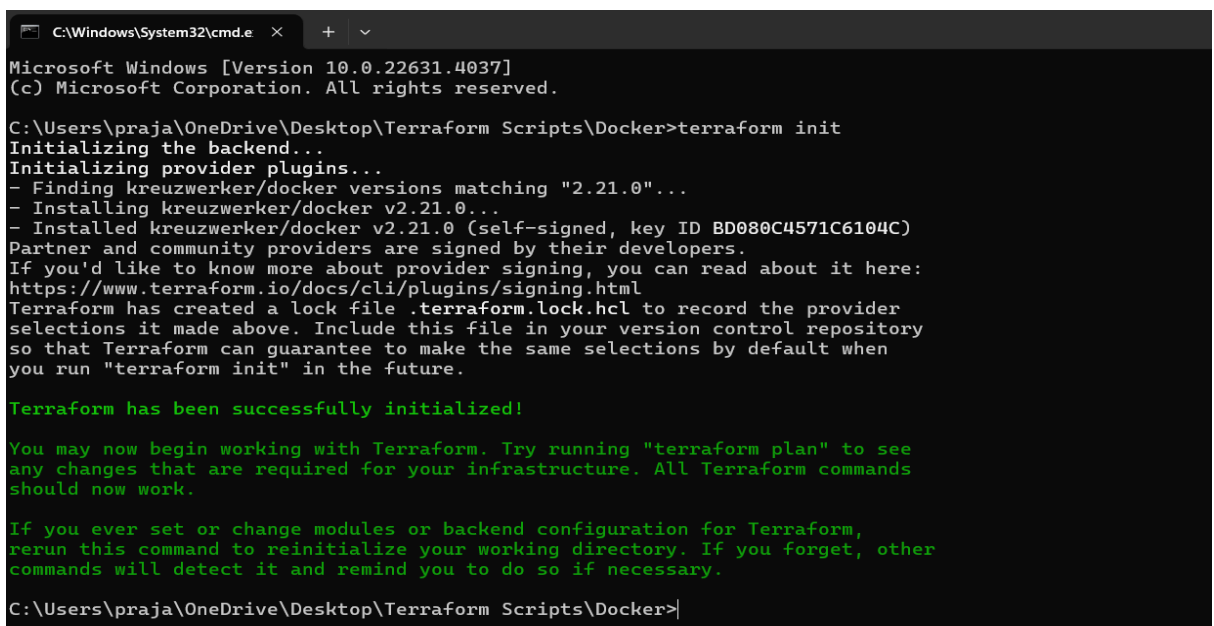 C:\Windows\System32\cmd.e
Microsoft Windows [Version 10.0.22631.4037]
(c) Microsoft Corporation. All rights reserved.
C:\Users\praja\OneDrive\Desktop\Terraform Scripts\Docker>terraform init
Initializing the backend...
Initializing provider plugins...
- Finding kreuzwerker/docker versions matching "2.21.0"...
- Installing kreuzwerker/docker v2.21.0...
- Installed kreuzwerker/docker v2.21.0 (self-signed, key ID BD080C4571C6104C)
Partner and community providers are signed by their developers.
If you'd like to know more about provider signing, you can read about it here:
https://www.terraform.io/docs/cli/plugins/signing.html
Terraform has created a lock file .terraform.lock.hcl to record the provider
selections it made above. Include this file in your version control repository
so that Terraform can guarantee to make the same selections by default when
you run "terraform init" in the future.
Terraform has been successfully initialized!
You may now begin working with Terraform. Try running "terraform plan" to see
any changes that are required for your infrastructure. All Terraform commands
should now work.
If you ever set or change modules or backend configuration for Terraform,
rerun this command to reinitialize your working directory. If you forget, other
commands will detect it and remind you to do so if necessary.
C:\Users\praja\OneDrive\Desktop\Terraform Scripts\Docker>